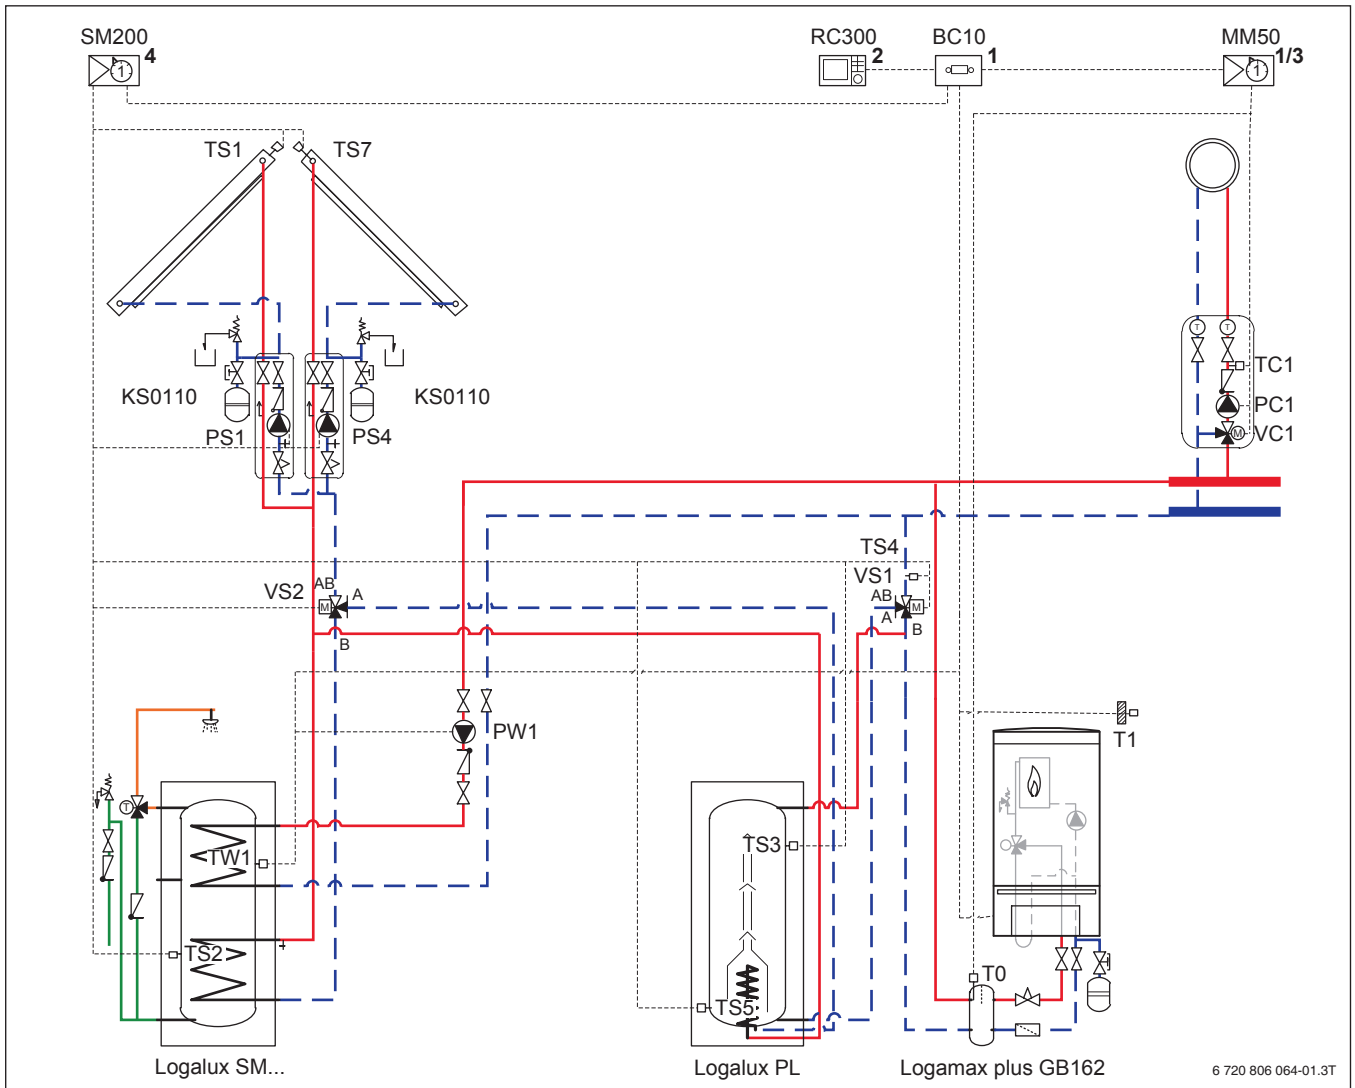 SM200
4
RC300
2
BC10
1
MM50
1/3
1
1
TS1
TS7
T
T
KS0110
KS0110
TC1
PC1
PS1
PS4
M
VC1
TS4
VS1
VS2
AB
A
M
B
AB
A
M
B
PW1
T1
T
TW1
TS3
TS2
T0
TS5
Logalux SM...
Logalux PL
Logamax plus GB162
6 720 806 064-01.3T